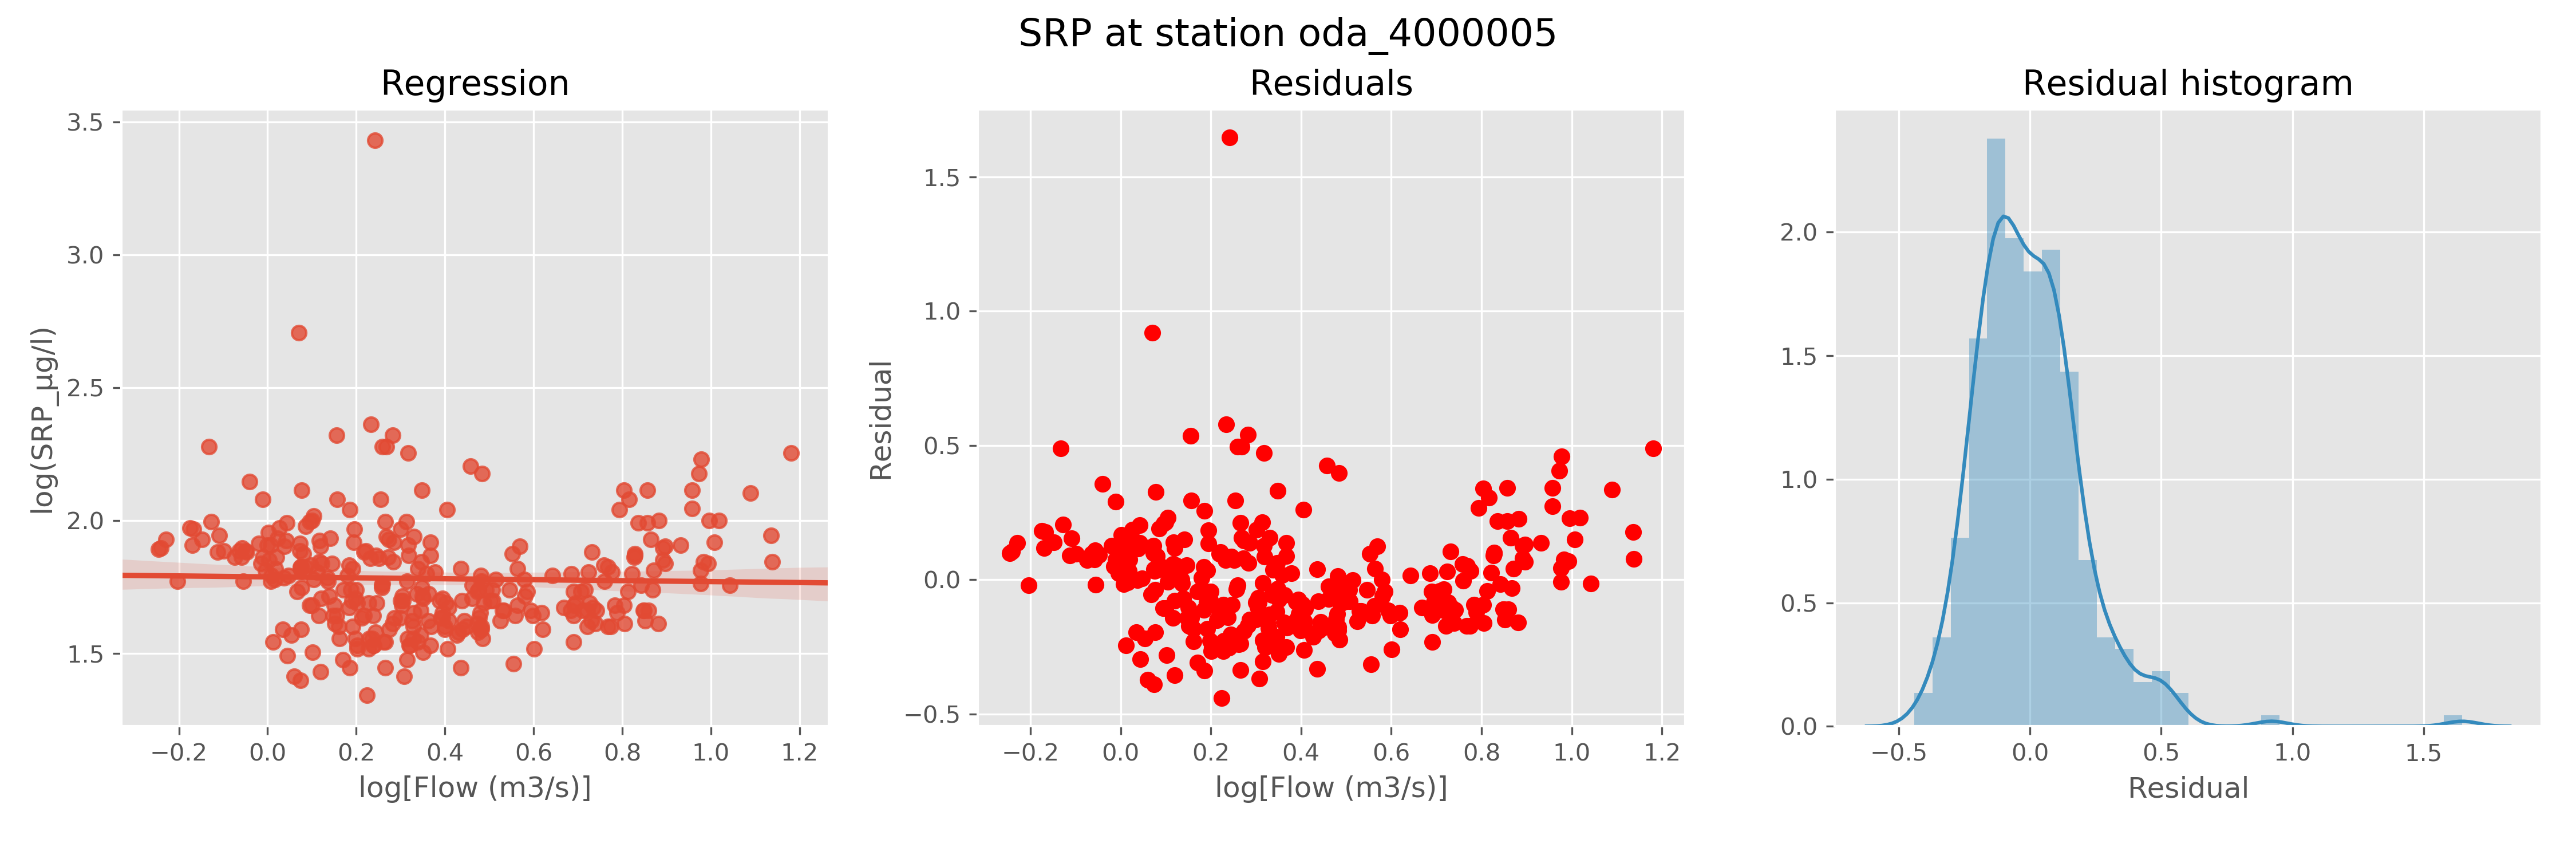 SRP at station oda_4000005
Regression
3.5
3.0
2.5
2.0
1.5
log(SRP_µg/l)
−0.2 0.0 0.2 0.4 0.6 0.8 1.0 1.2
log[Flow (m3/s)]
Residuals
1.5
1.0
0.5
0.0
−0.5
Residual
−0.2 0.0 0.2 0.4 0.6 0.8 1.0 1.2
log[Flow (m3/s)]
Residual histogram
2.0
1.5
1.0
0.5
0.0
−0.5 0.0 0.5 1.0 1.5
Residual